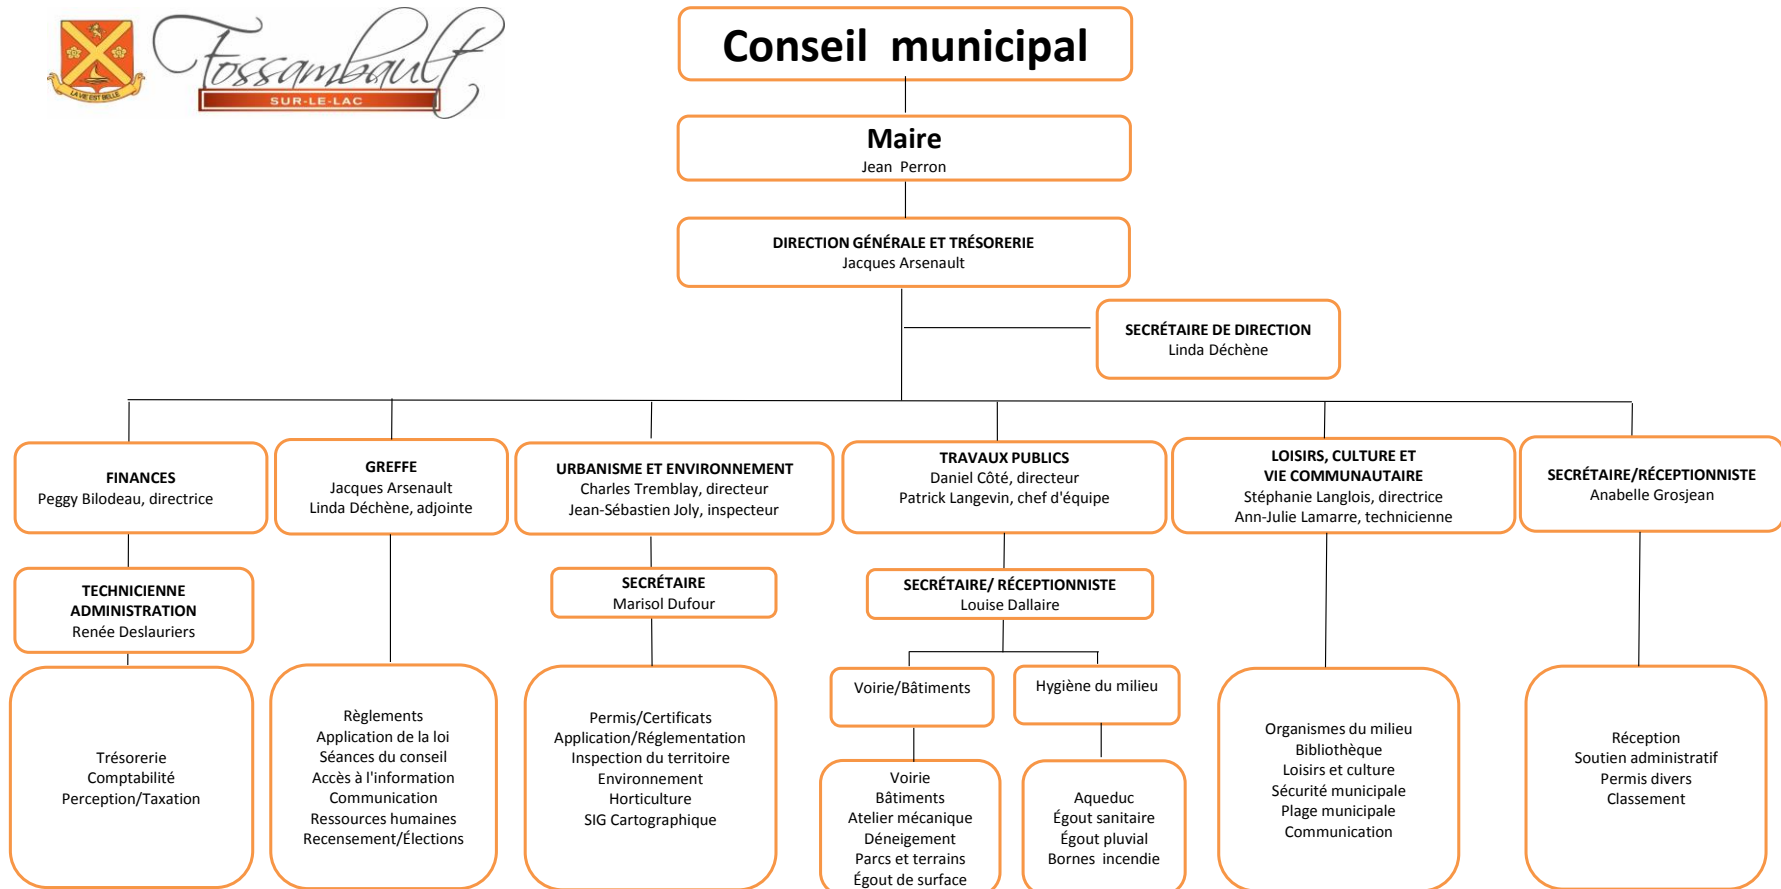 LA VIE EST BELLE
Fossambault
SUR-LE-LAC
Conseil  municipal
Maire
Jean  Perron
DIRECTION GÉNÉRALE ET TRÉSORERIE
Jacques Arsenault
SECRÉTAIRE DE DIRECTION
Linda Déchène
FINANCES
Peggy Bilodeau, directrice
GREFFE
Jacques Arsenault
Linda Déchène, adjointe
URBANISME ET ENVIRONNEMENT
Charles Tremblay, directeur
Jean-Sébastien Joly, inspecteur
TRAVAUX PUBLICS
Daniel Côté, directeur
Patrick Langevin, chef d'équipe
LOISIRS, CULTURE ET
VIE COMMUNAUTAIRE
Stéphanie Langlois, directrice
Ann-Julie Lamarre, technicienne
SECRÉTAIRE/RÉCEPTIONNISTE
Anabelle Grosjean
TECHNICIENNE
ADMINISTRATION
Renée Deslauriers
SECRÉTAIRE
Marisol Dufour
SECRÉTAIRE/ RÉCEPTIONNISTE
Louise Dallaire
Voirie/Bâtiments
Hygiène du milieu
Trésorerie
Comptabilité
Perception/Taxation
Règlements
Application de la loi
Séances du conseil
Accès à l'information
Communication
Ressources humaines
Recensement/Élections
Permis/Certificats
Application/Réglementation
Inspection du territoire
Environnement
Horticulture
SIG Cartographique
Voirie
Bâtiments
Atelier mécanique
Déneigement
Parcs et terrains
Égout de surface
Aqueduc
Égout sanitaire
Égout pluvial
Bornes  incendie
Organismes du milieu
Bibliothèque
Loisirs et culture
Sécurité municipale
Plage municipale
Communication
Réception
Soutien administratif
Permis divers
Classement